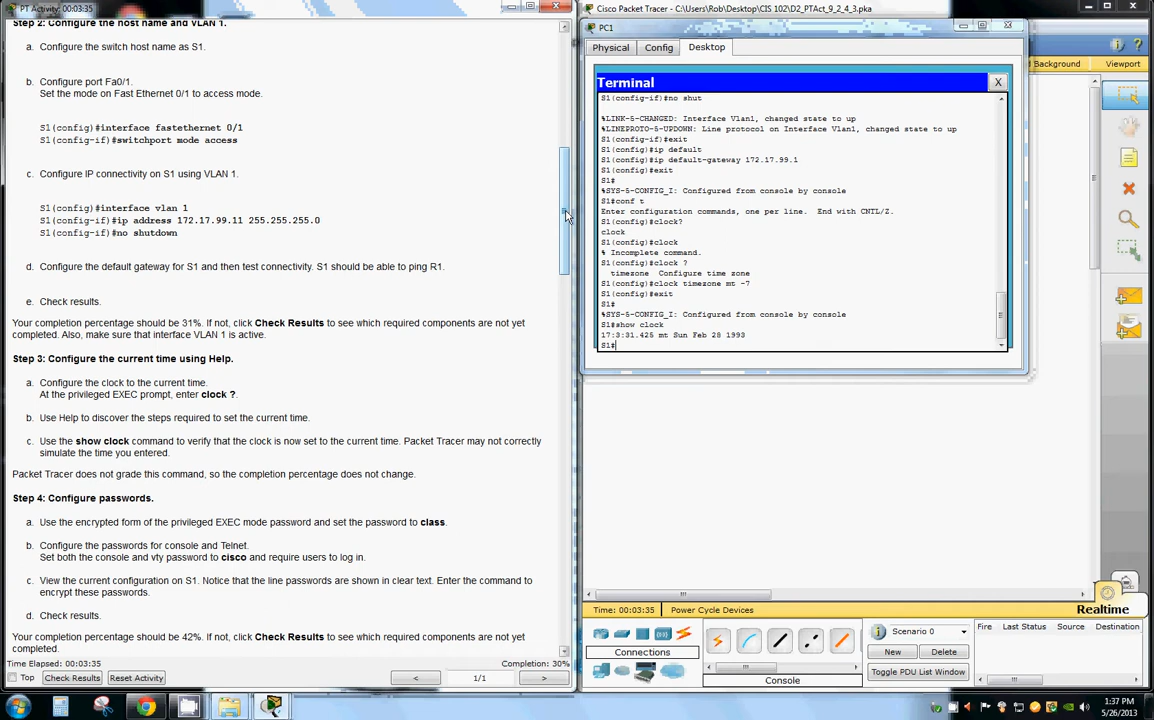 PT Activity: 00:03:35
Step 2: Configure the host name and VLAN 1.
a. Configure the switch host name as S1.
b. Configure port Fa0/1.
Set the mode on Fast Ethernet 0/1 to access mode.
S1(config)#interface fastethernet 0/1
S1(config-if)#switchport mode access
c. Configure IP connectivity on S1 using VLAN 1.
S1(config)#interface vlan 1
S1(config-if)#ip address 172.17.99.11 255.255.255.0
S1(config-if)#no shutdown
d. Configure the default gateway for S1 and then test connectivity. S1 should be able to ping R1.
e. Check results.
Your completion percentage should be 31%. If not, click Check Results to see which required components are not yet
completed. Also, make sure that interface VLAN 1 is active.
Step 3: Configure the current time using Help.
a. Configure the clock to the current time.
At the privileged EXEC prompt, enter clock ?.
b. Use Help to discover the steps required to set the current time.
c. Use the show clock command to verify that the clock is now set to the current time. Packet Tracer may not correctly
simulate the time you entered.
Packet Tracer does not grade this command, so the completion percentage does not change.
Step 4: Configure passwords.
a. Use the encrypted form of the privileged EXEC mode password and set the password to class.
b. Configure the passwords for console and Telnet.
Set both the console and vty password to cisco and require users to log in.
c. View the current configuration on S1. Notice that the line passwords are shown in clear text. Enter the command to
encrypt these passwords.
d. Check results.
Your completion percentage should be 42%. If not, click Check Results to see which required components are not yet
completed.
Time Elapsed: 00:03:35
Completion: 30%
Top
Check Results
Reset Activity
<
1/1
>
Cisco Packet Tracer - C:\Users\Rob\Desktop\CIS 102\D2_PTAct_9_2_4_3.pka
PC1
Physical
Config
Desktop
Background
Viewport
Terminal
X
S1(config-if)#no shut
%LINK-5-CHANGED: Interface Vlan1, changed state to up
%LINEPROTO-5-UPDOWN: Line protocol on Interface Vlan1, changed state to up
S1(config-if)#exit
S1(config)#ip default
S1(config)#ip default-gateway 172.17.99.1
S1(config)#exit
S1#
%SYS-5-CONFIG_I: Configured from console by console
S1#conf t
Enter configuration commands, one per line.  End with CNTL/Z.
S1(config)#clock?
clock
S1(config)#clock
% Incomplete command.
S1(config)#clock ?
timezone  Configure time zone
S1(config)#clock timezone mt -7
S1(config)#exit
S1#
%SYS-5-CONFIG_I: Configured from console by console
S1#show clock
17:3:31.425 mt Sun Feb 28 1993
S1#
Time: 00:03:35
Power Cycle Devices
Realtime
Connections
Console
Scenario 0
New
Delete
Toggle PDU List Window
Fire
Last Status
Source
Destination
1:37 PM
5/26/2013